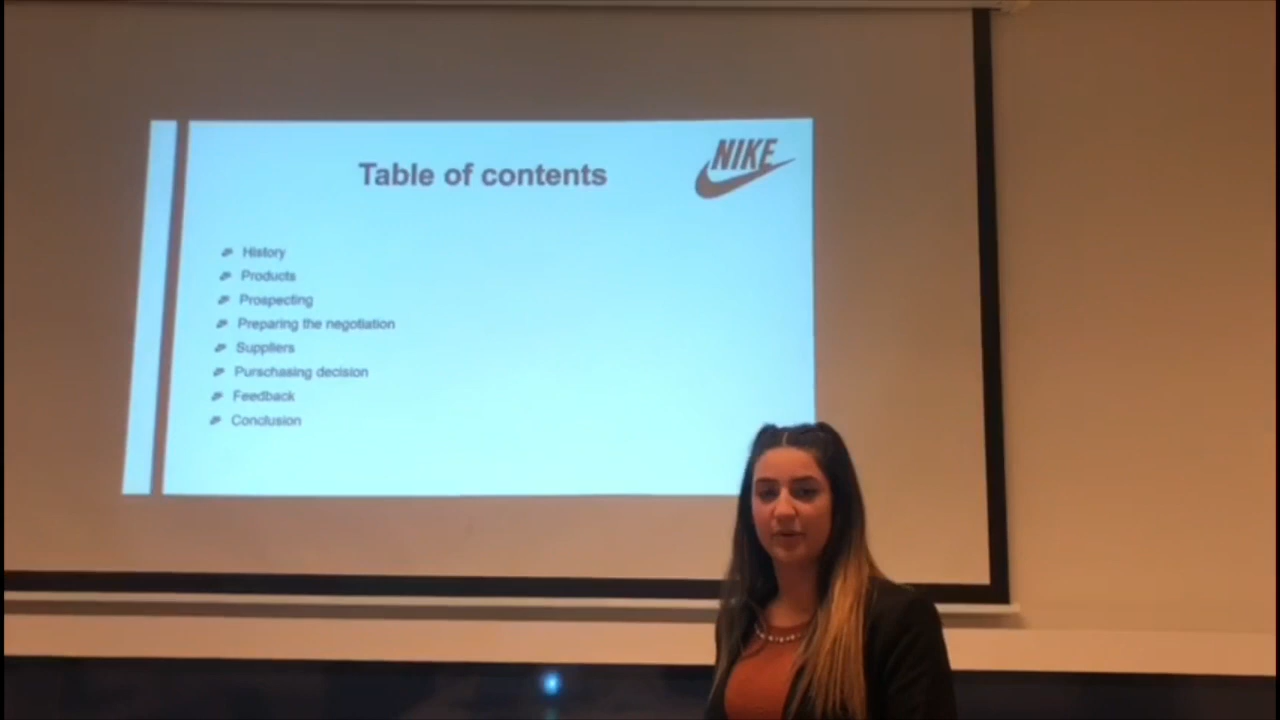 NIKE
Table of contents
History
Products
Prospecting
Preparing the negotiation
Suppliers
Purschasing decision
Feedback
Conclusion